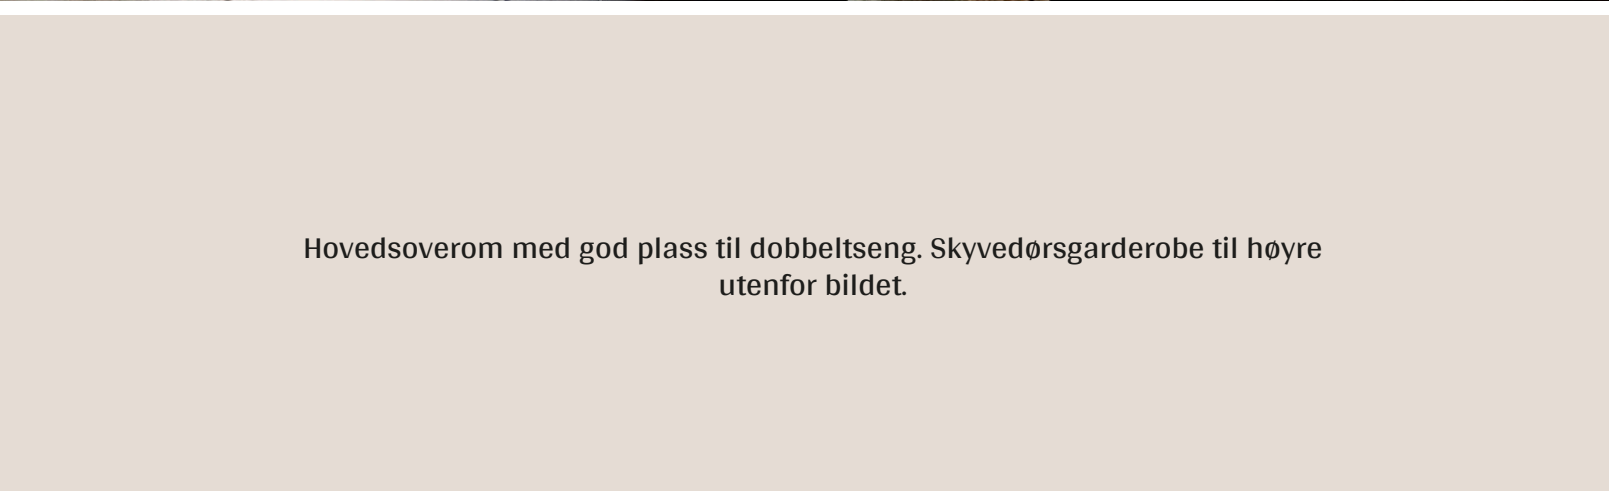 Hovedsoverom med god plass til dobbeltseng. Skyvedørsgarderobe til høyre
utenfor bildet.